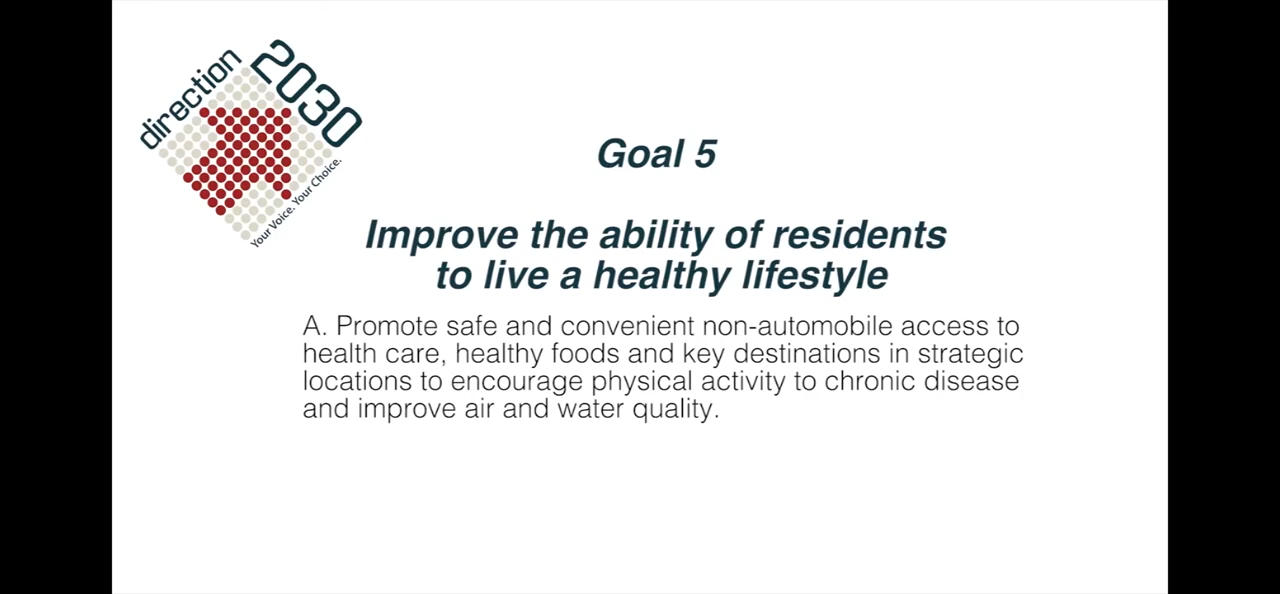 direction
2030
Your Voice. Your Choice.
Goal 5
Improve the ability of residents
to live a healthy lifestyle
A. Promote safe and convenient non-automobile access to
health care, healthy foods and key destinations in strategic
locations to encourage physical activity to chronic disease
and improve air and water quality.